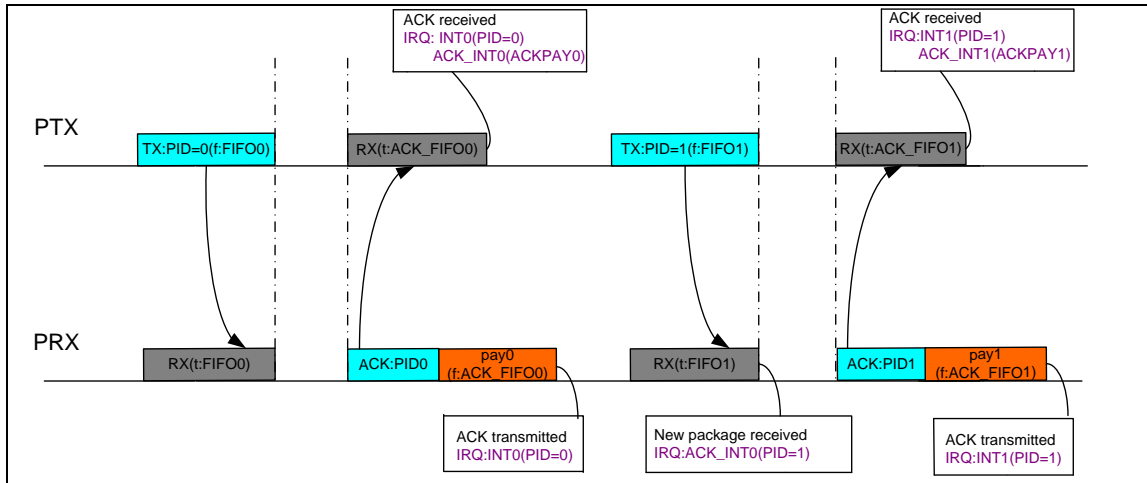 ACK received
IRQ: INT0(PID=0)
ACK_INT0(ACKPAY0)
ACK received
IRQ:INT1(PID=1)
ACK_INT1(ACKPAY1)
PTX
TX:PID=0(f:FIFO0)
RX(t:ACK_FIFO0)
TX:PID=1(f:FIFO1)
RX(t:ACK_FIFO1)
PRX
RX(t:FIFO0)
ACK:PID0
pay0
(f:ACK_FIFO0)
RX(t:FIFO1)
ACK:PID1
pay1
(f:ACK_FIFO1)
ACK transmitted
IRQ:INT0(PID=0)
New package received
IRQ:ACK_INT0(PID=1)
ACK transmitted
IRQ:INT1(PID=1)